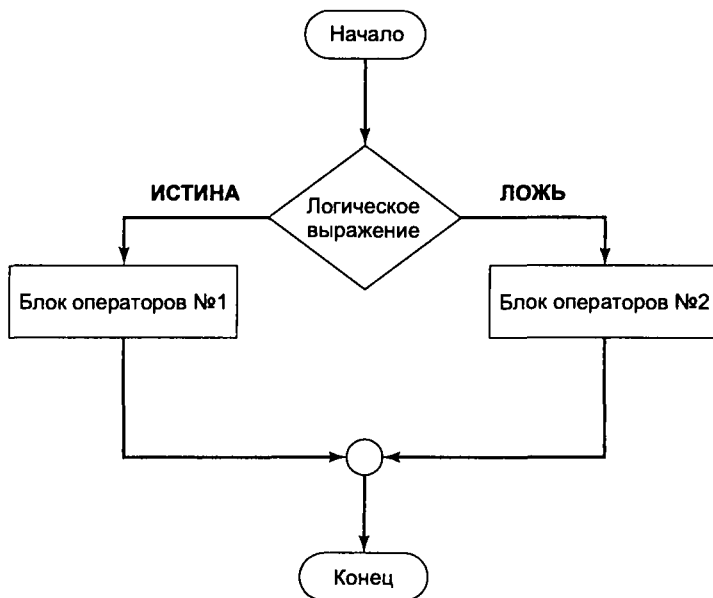 Начало
ИСТИНА
ЛОЖЬ
Логическое
выражение
Блок операторов №1
Блок операторов №2
Конец